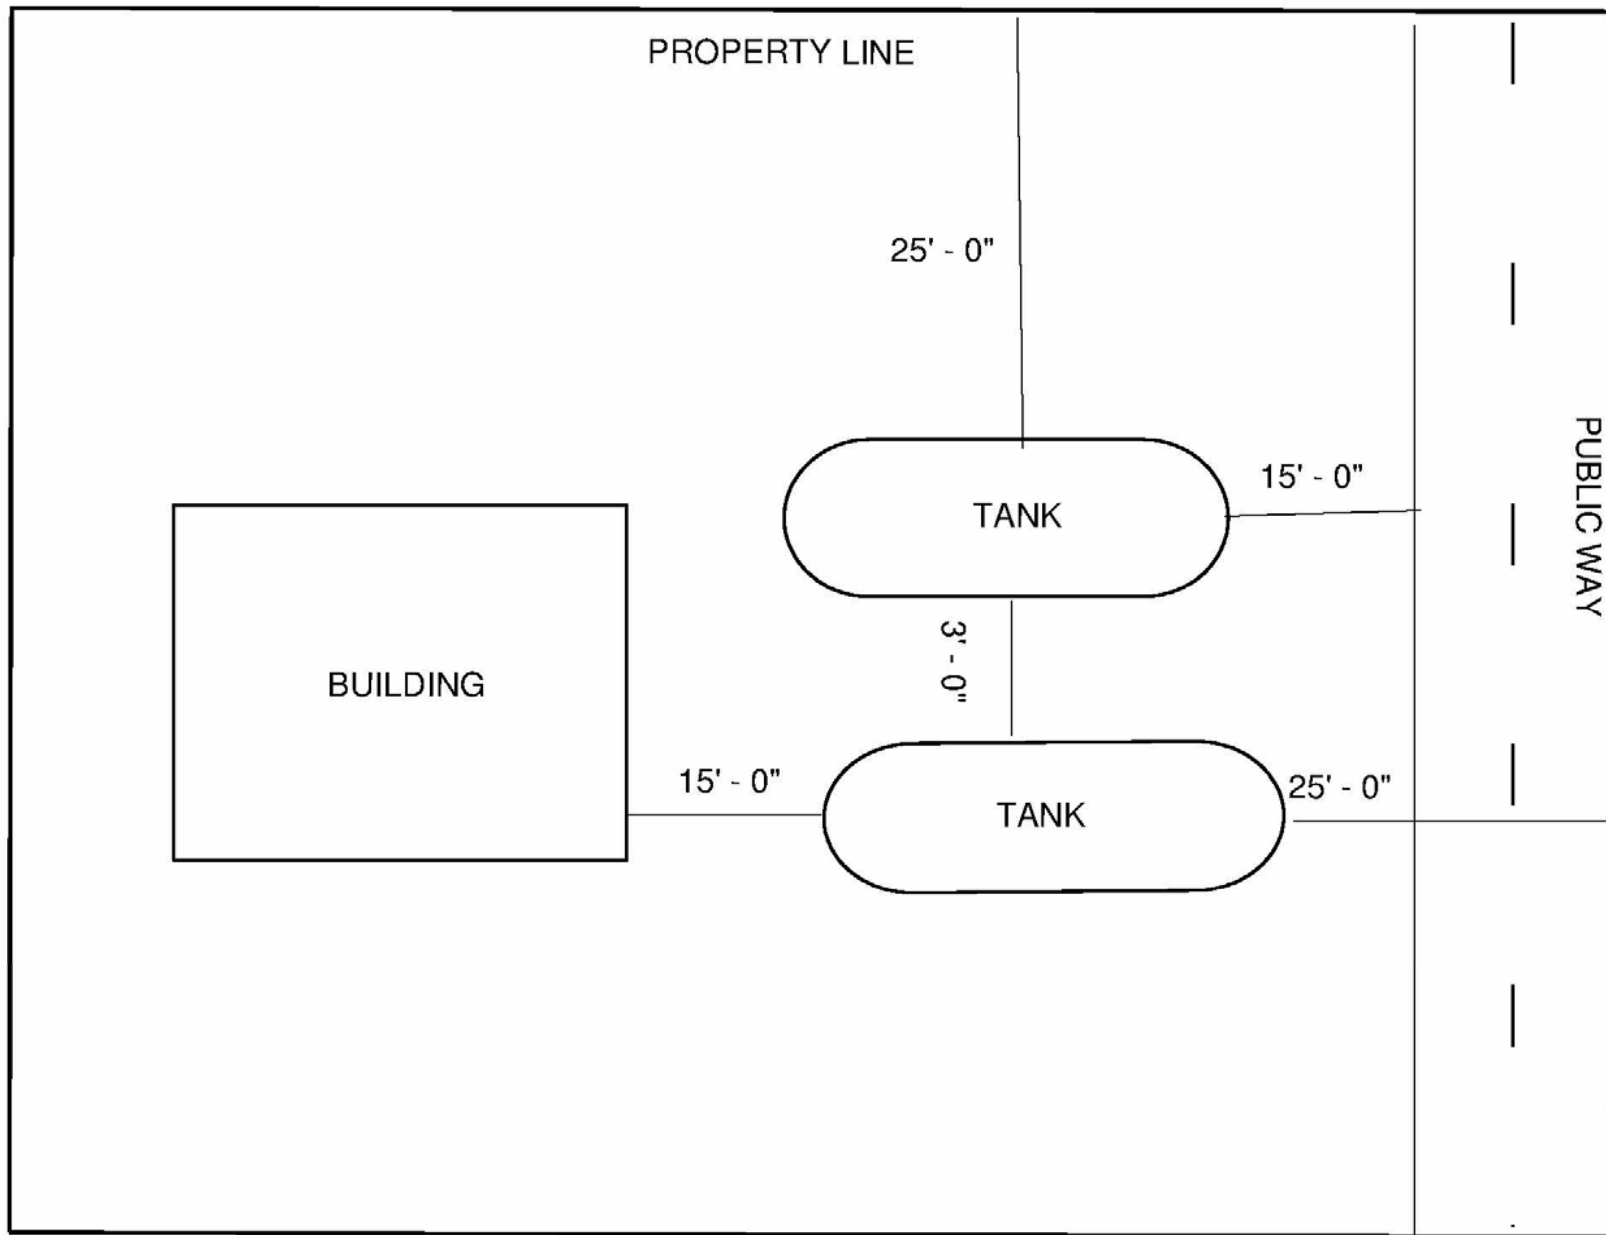 PROPERTY LINE
25' - 0"
TANK
15' - 0"
PUBLIC WAY
3' - 0"
BUILDING
15' - 0"
TANK
25' - 0"